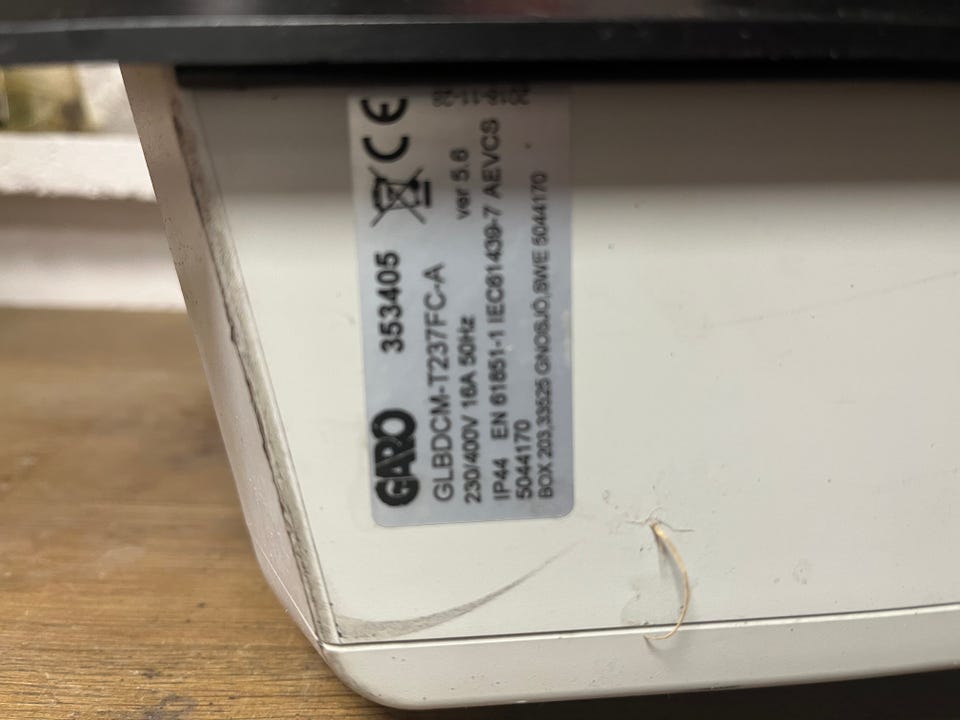 GARO 353405 CE
GLBDCM-T237FC-A
230/400V 16A 50Hz ver 5.6
IP44 EN 61851-1 IEC61439-7 AEVCS
5044170
BOX 203,33525 GNOSJÖ,SWE 5044170